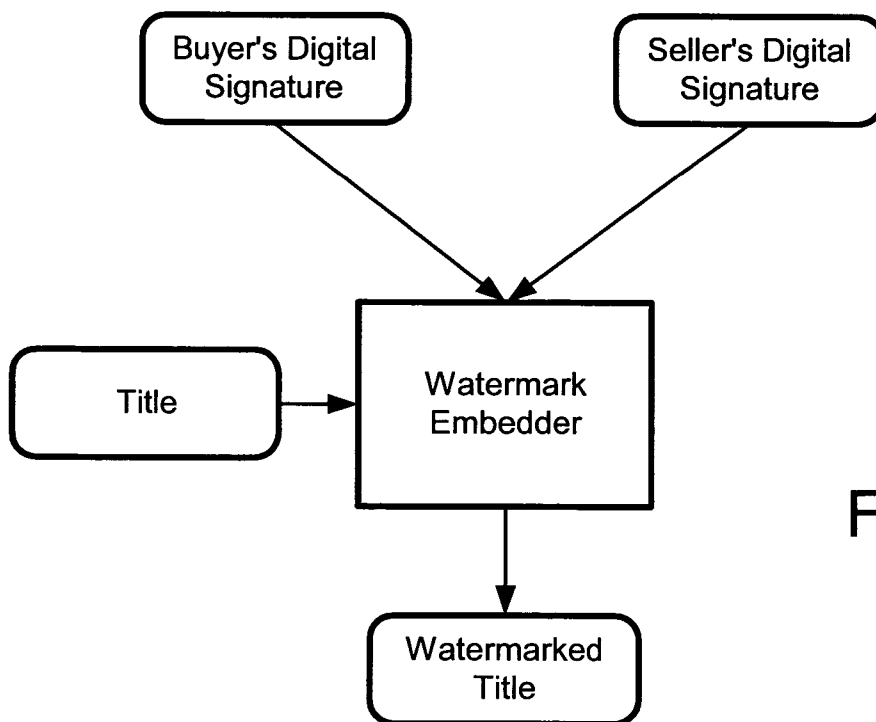 Buyer's Digital
Signature
Seller's Digital
Signature
Title
Watermark
Embedder
F
Watermarked
Title